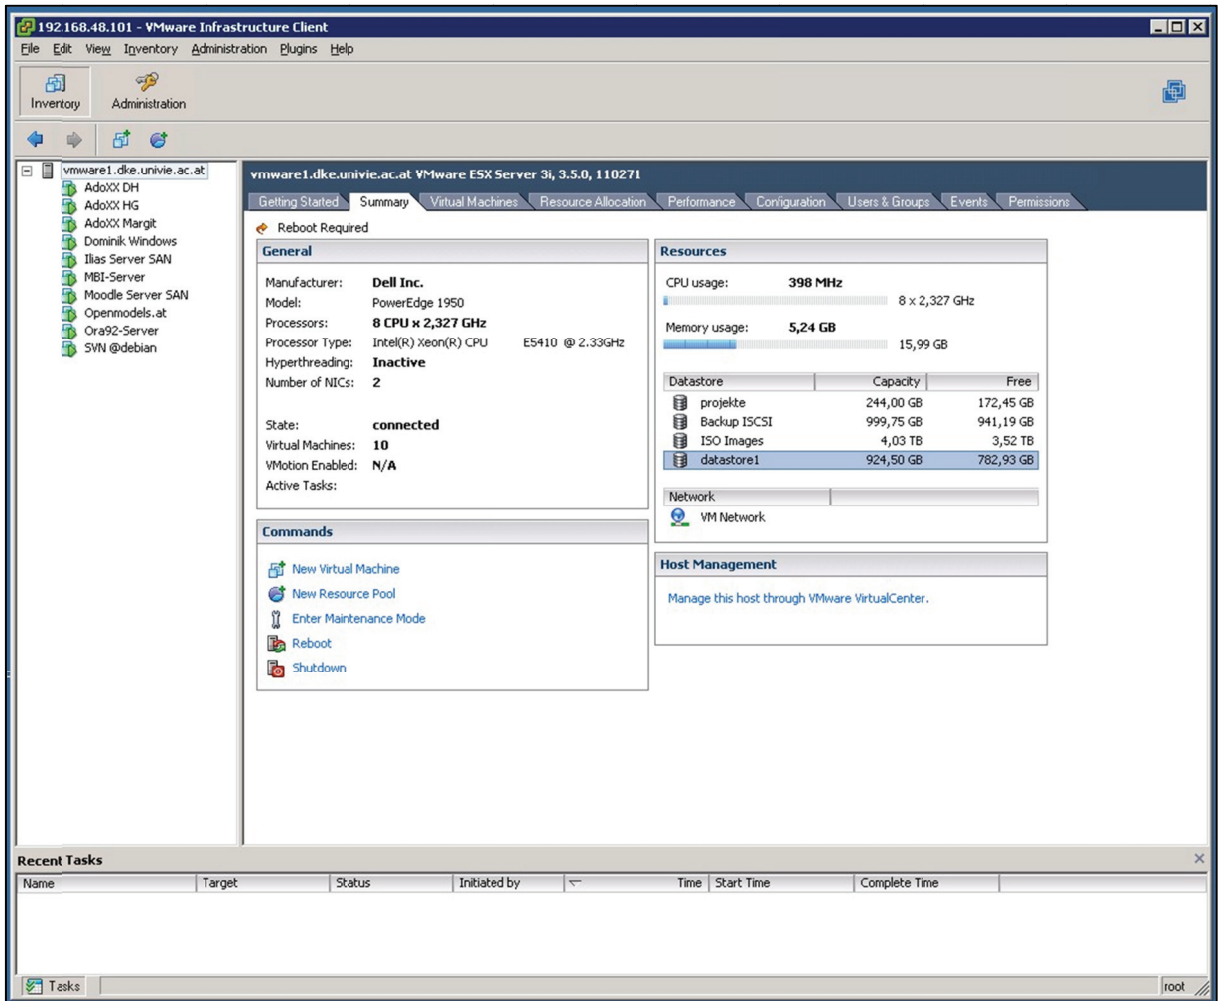 192.168.48.101 - VMware Infrastructure Client
File Edit View Inventory Administration Plugins Help
Inventory Administration
vmware1.dke.univie.ac.at
AdoXX DH
AdoXX HG
AdoXX Margit
Dominik Windows
Ilias Server SAN
MBI-Server
Moodle Server SAN
Openmodels.at
Ora92-Server
SVN @debian
vmware1.dke.univie.ac.at VMware ESX Server 3i, 3.5.0, 110271
Getting Started Summary Virtual Machines Resource Allocation Performance Configuration Users & Groups Events Permissions
Reboot Required
General
Manufacturer: Dell Inc.
Model: PowerEdge 1950
Processors: 8 CPU x 2,327 GHz
Processor Type: Intel(R) Xeon(R) CPU E5410 @ 2.33GHz
Hyperthreading: Inactive
Number of NICs: 2
State: connected
Virtual Machines: 10
VMotion Enabled: N/A
Active Tasks:
Commands
New Virtual Machine
New Resource Pool
Enter Maintenance Mode
Reboot
Shutdown
Resources
CPU usage: 398 MHz
8 x 2,327 GHz
Memory usage: 5,24 GB
15,99 GB
Datastore Capacity Free
projekte 244,00 GB 172,45 GB
Backup ISCSI 999,75 GB 941,19 GB
ISO Images 4,03 TB 3,52 TB
datastore1 924,50 GB 782,93 GB
Network
VM Network
Host Management
Manage this host through VMware VirtualCenter.
Recent Tasks
Name Target Status Initiated by Time Start Time Complete Time
Tasks root